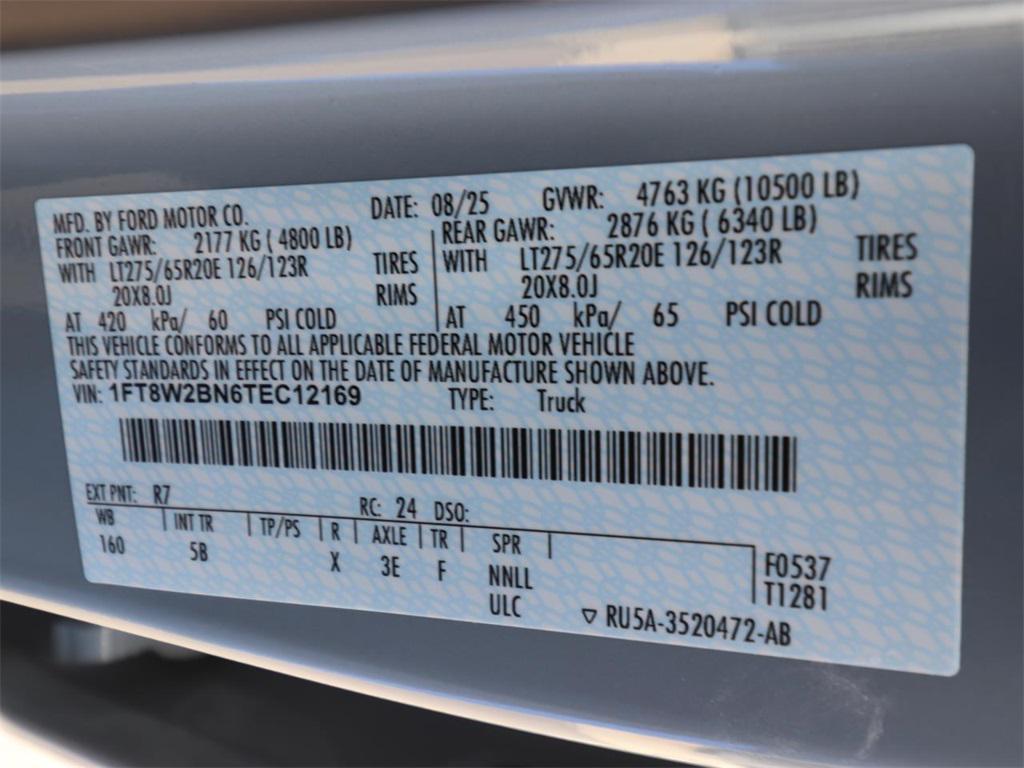 MFD. BY FORD MOTOR CO. DATE: 08/25 GVWR: 4763 KG (10500 LB)
FRONT GAWR: 2177 KG ( 4800 LB) REAR GAWR: 2876 KG ( 6340 LB)
WITH LT275/65R20E 126/123R TIRES WITH LT275/65R20E 126/123R TIRES
20X8.0J RIMS 20X8.0J RIMS
AT 420 kPa/ 60 PSI COLD AT 450 kPa/ 65 PSI COLD
THIS VEHICLE CONFORMS TO ALL APPLICABLE FEDERAL MOTOR VEHICLE
SAFETY STANDARDS IN EFFECT ON THE DATE OF MANUFACTURE SHOWN ABOVE.
VIN: 1FT8W2BN6TEC12169 TYPE: Truck
EXT PNT: R7 RC: 24 DSO:
WB INT TR TP/PS R AXLE TR SPR
160 5B X 3E F NNLL F0537
ULC T1281
▽ RU5A-3520472-AB